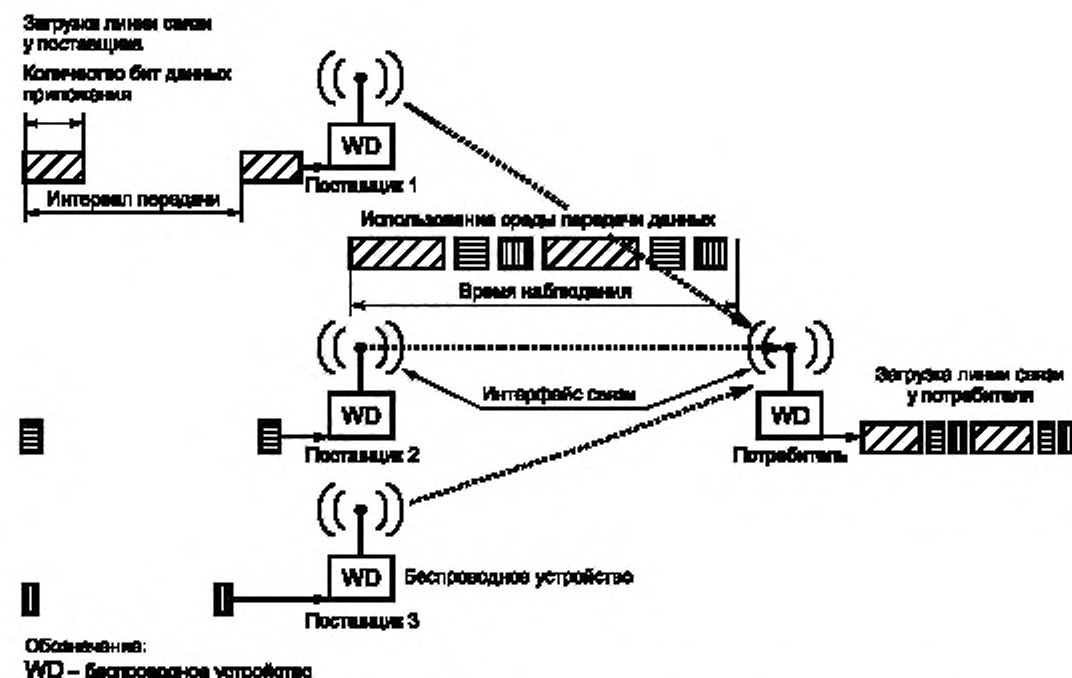 Загрузка линии связи
у поставщика
Количество бит данных
приложения
WD
Поставщик 1
Интервал передачи
Использование среды передачи данных
Время наблюдения
Интерфейс связи
WD
Поставщик 2
WD
Потребитель
Загрузка линии связи
у потребителя
WD
Беспроводное устройство
Поставщик 3
Обозначение:
WD – беспроводное устройство